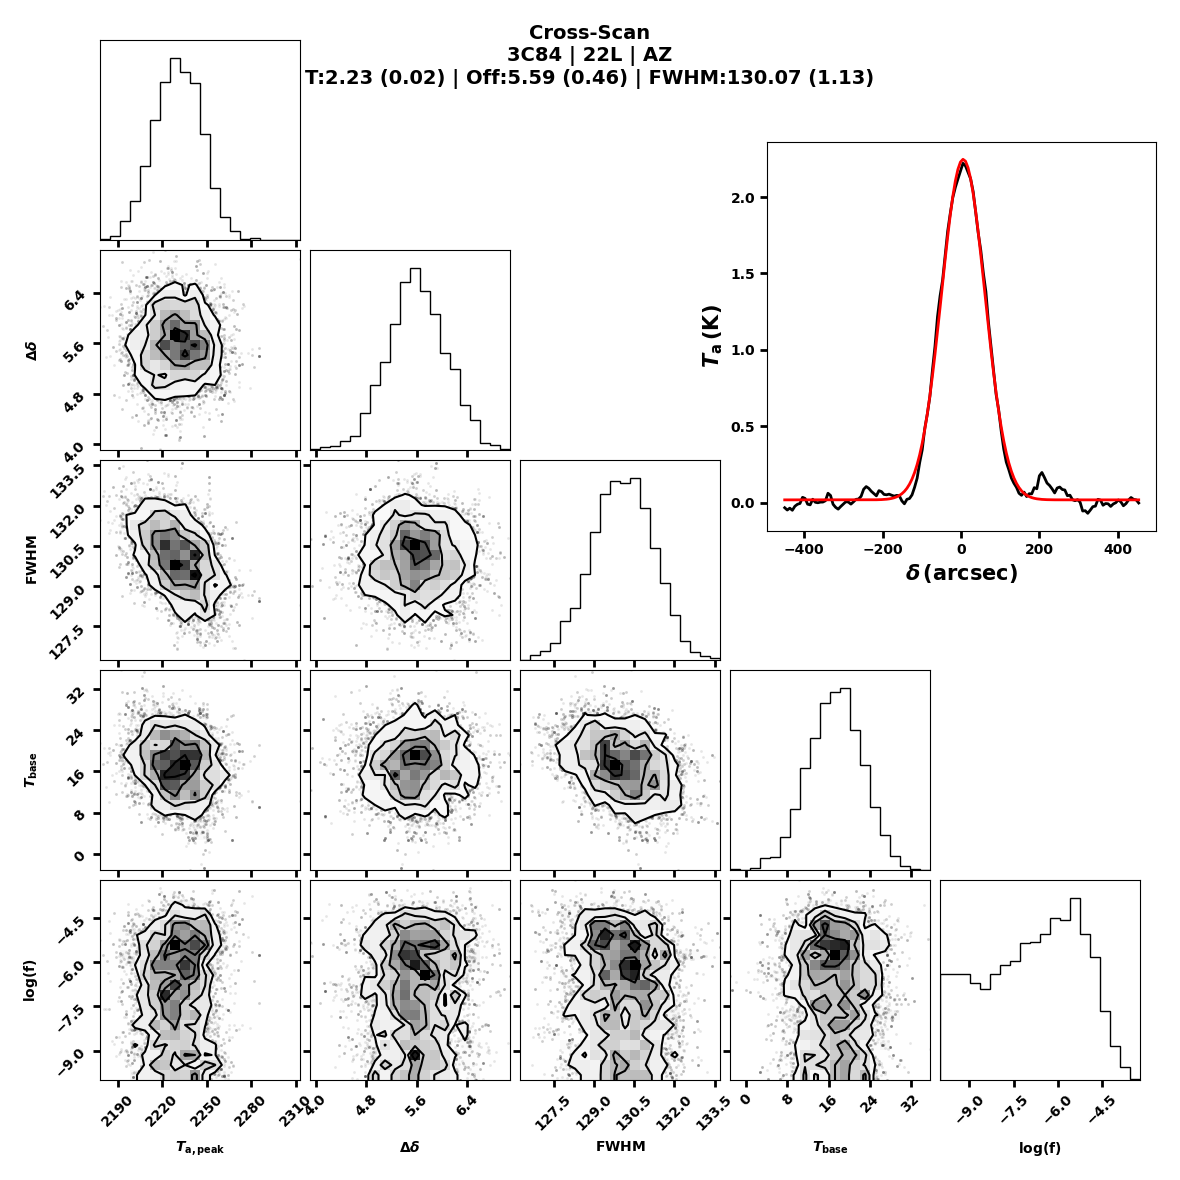 Cross-Scan
3C84 | 22L | AZ
T:2.23 (0.02) | Off:5.59 (0.46) | FWHM:130.07 (1.13)
2.0
1.5
1.0
0.5
0.0
Ta (K)
−400 −200 0 200 400
δ (arcsec)
6.4
5.6
4.8
4.0
Δδ
133.5
132.0
130.5
129.0
127.5
FWHM
32
24
16
8
0
Tbase
−4.5
−6.0
−7.5
−9.0
log(f)
2190 2220 2250 2280 2310
4.0 4.8 5.6 6.4
127.5 129.0 130.5 132.0 133.5
0 8 16 24 32
−9.0 −7.5 −6.0 −4.5
Ta,peak Δδ FWHM Tbase log(f)